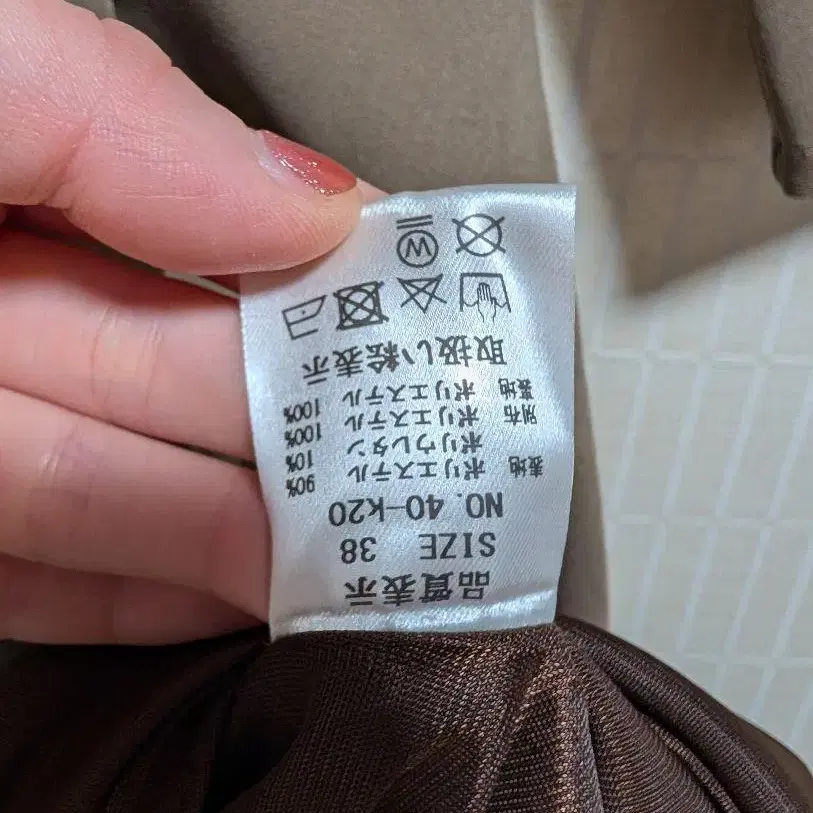 品質表示
SIZE 38
NO. 40-K20
表地 ポリエステル 90%
ポリウレタン 10%
別布 ポリエステル 100%
裏地 ポリエステル 100%
取扱い絵表示
W